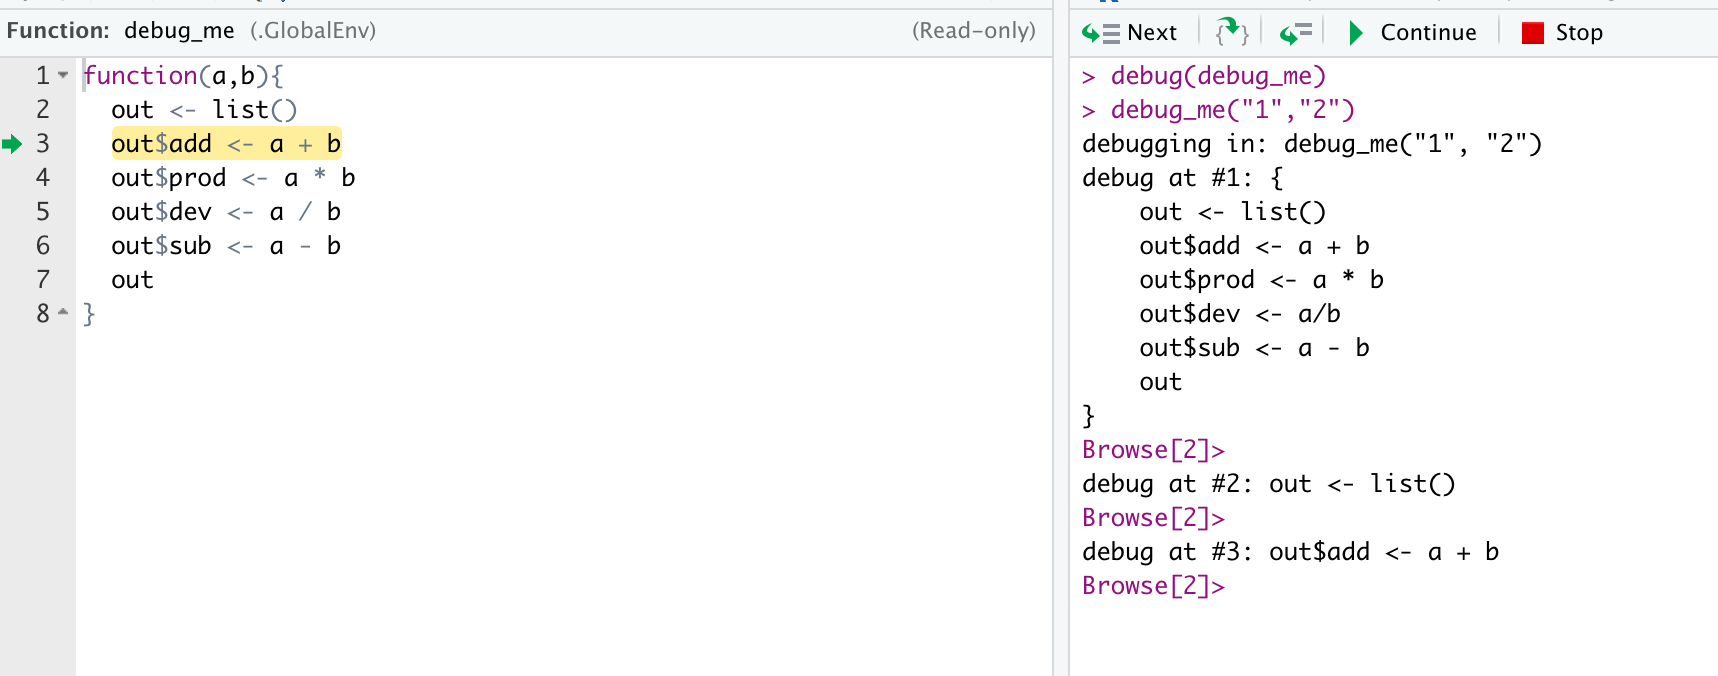 Function: debug_me (.GlobalEnv) (Read-only)
1 function(a,b){
2 out <- list()
3 out$add <- a + b
4 out$prod <- a * b
5 out$dev <- a / b
6 out$sub <- a - b
7 out
8 }
Next {} Continue Stop
> debug(debug_me)
> debug_me("1","2")
debugging in: debug_me("1", "2")
debug at #1: {
out <- list()
out$add <- a + b
out$prod <- a * b
out$dev <- a/b
out$sub <- a - b
out
}
Browse[2]>
debug at #2: out <- list()
Browse[2]>
debug at #3: out$add <- a + b
Browse[2]>